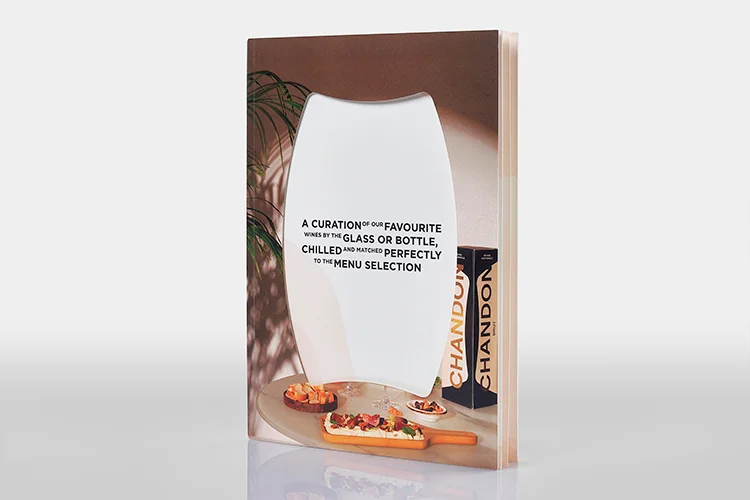 A CURATION OF OUR FAVOURITE
WINES BY THE GLASS OR BOTTLE,
CHILLED AND MATCHED PERFECTLY
TO THE MENU SELECTION
CHANDON
CHANDON